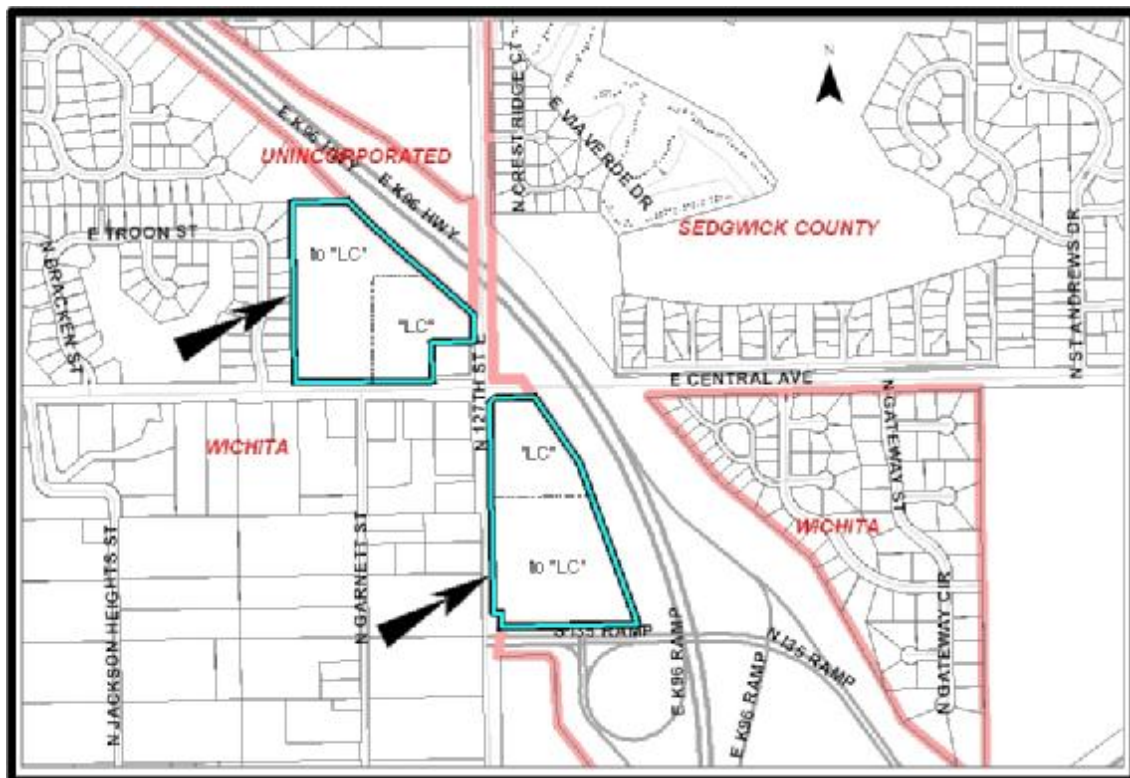 N
E K96 HWY
UNINCORPORATED
E K96 HWY
N CREST RIDGE CT
E VIA VERDE DR
SEDGWICK COUNTY
N ST ANDREWS DR
E TROON ST
N BRACKEN ST
to "LC"
"LC"
N 127TH ST E
E CENTRAL AVE
WICHITA
"LC"
to "LC"
N GATEWAY ST
WICHITA
N GATEWAY CIR
N JACKSON HEIGHTS ST
N GARNETT ST
S I35 RAMP
E K96 RAMP
E K96 RAMP
N I35 RAMP